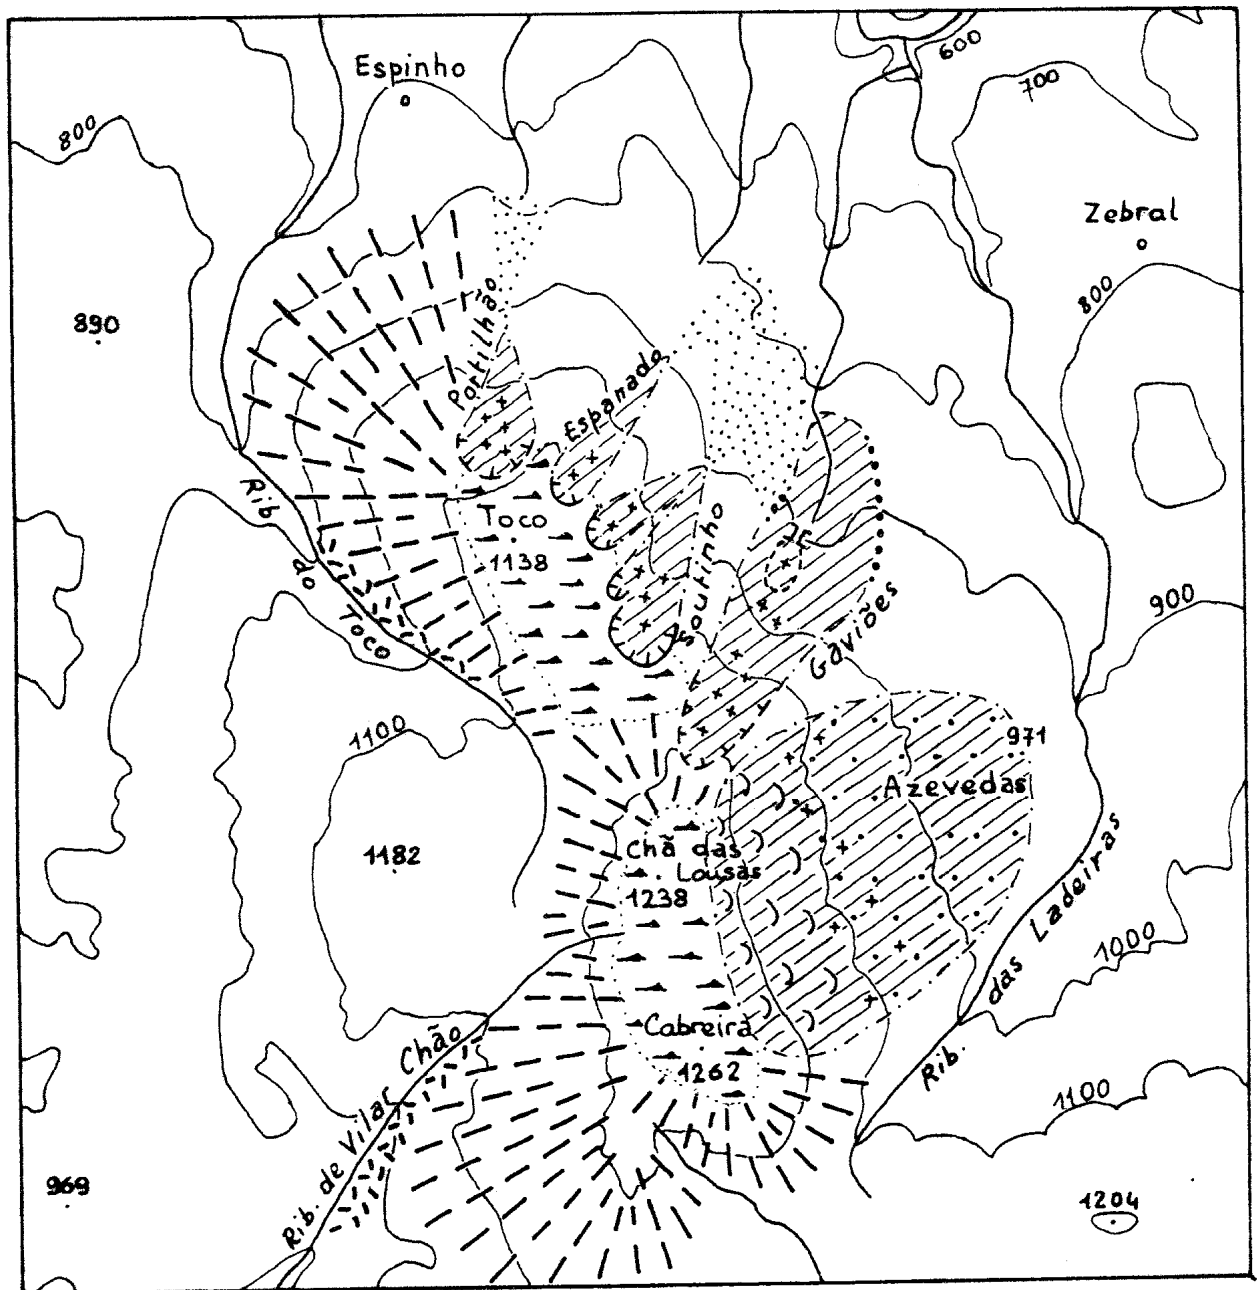 Espinho
600
700
800
Zebral
800
890
Portilhão
Espanado
Rib
do
Toco
Toco
1138
Soutinho
Gaviões
900
1100
971
Azevedas
1182
Chã das
Lousas
1238
Rib.
das
Ladeiras
1000
Cabreira
1262
Rib. de Vilar Chão
1100
969
1204